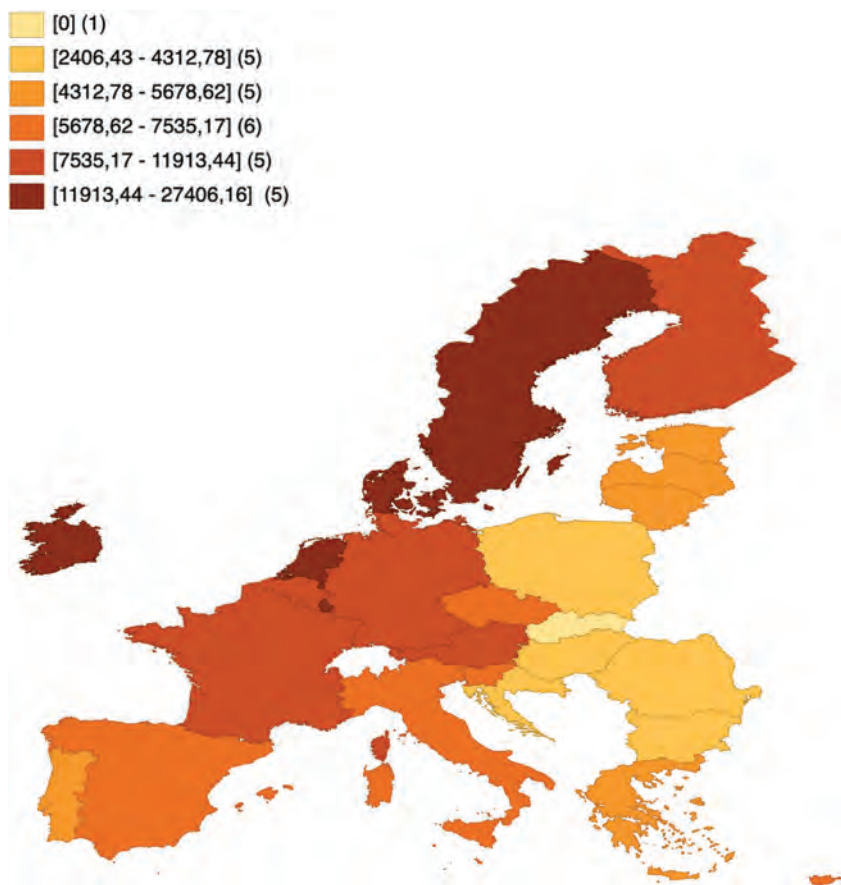 [0] (1)
[2406,43 - 4312,78] (5)
[4312,78 - 5678,62] (5)
[5678,62 - 7535,17] (6)
[7535,17 - 11913,44] (5)
[11913,44 - 27406,16] (5)